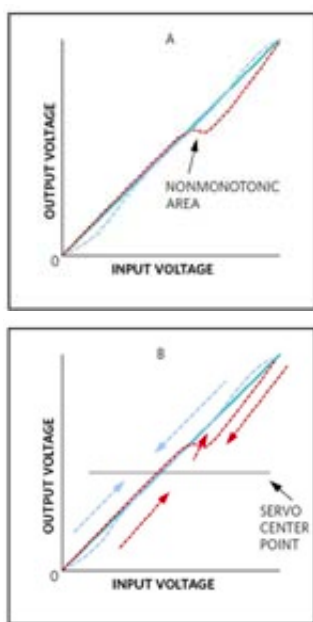 A
OUTPUT VOLTAGE
NONMONOTONIC
AREA
0
INPUT VOLTAGE
B
OUTPUT VOLTAGE
SERVO
CENTER
POINT
0
INPUT VOLTAGE